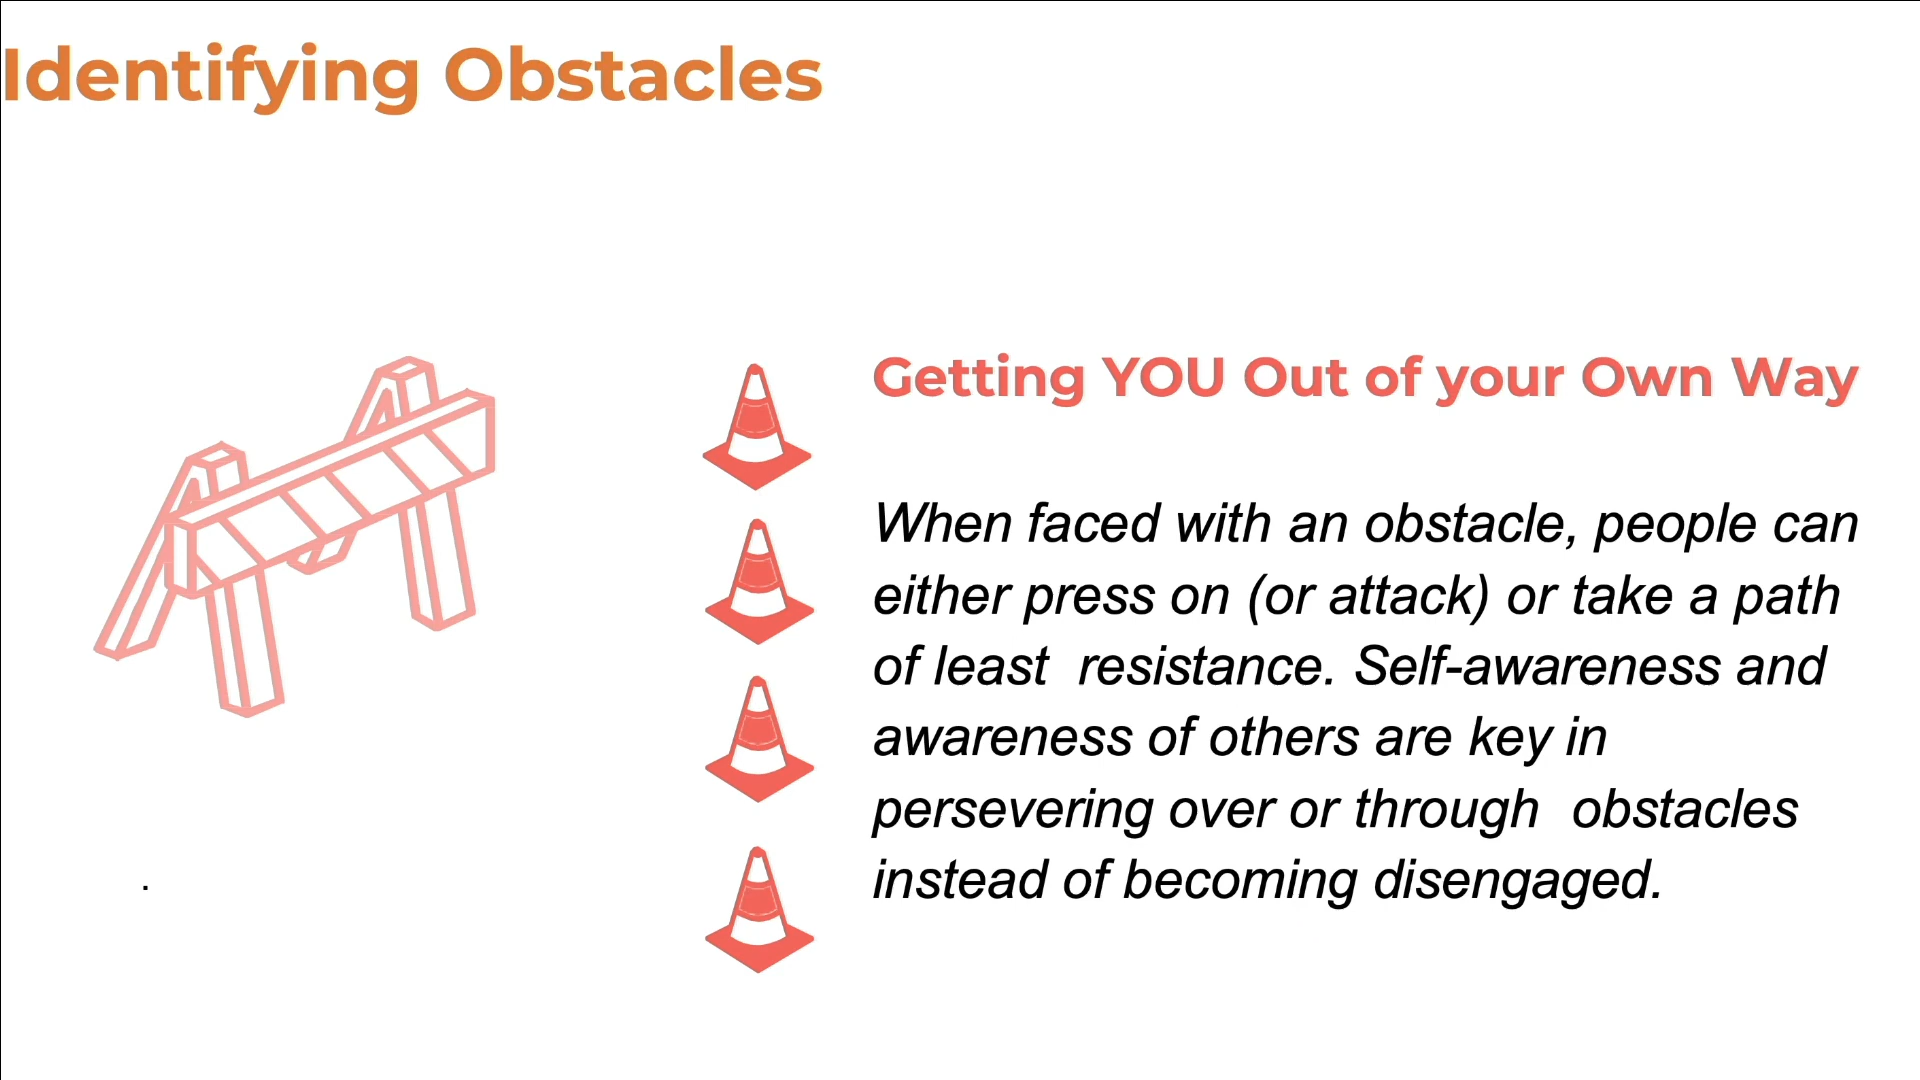 Identifying Obstacles
Getting YOU Out of your Own Way
When faced with an obstacle, people can
either press on (or attack) or take a path
of least  resistance. Self-awareness and
awareness of others are key in
persevering over or through  obstacles
instead of becoming disengaged.
.